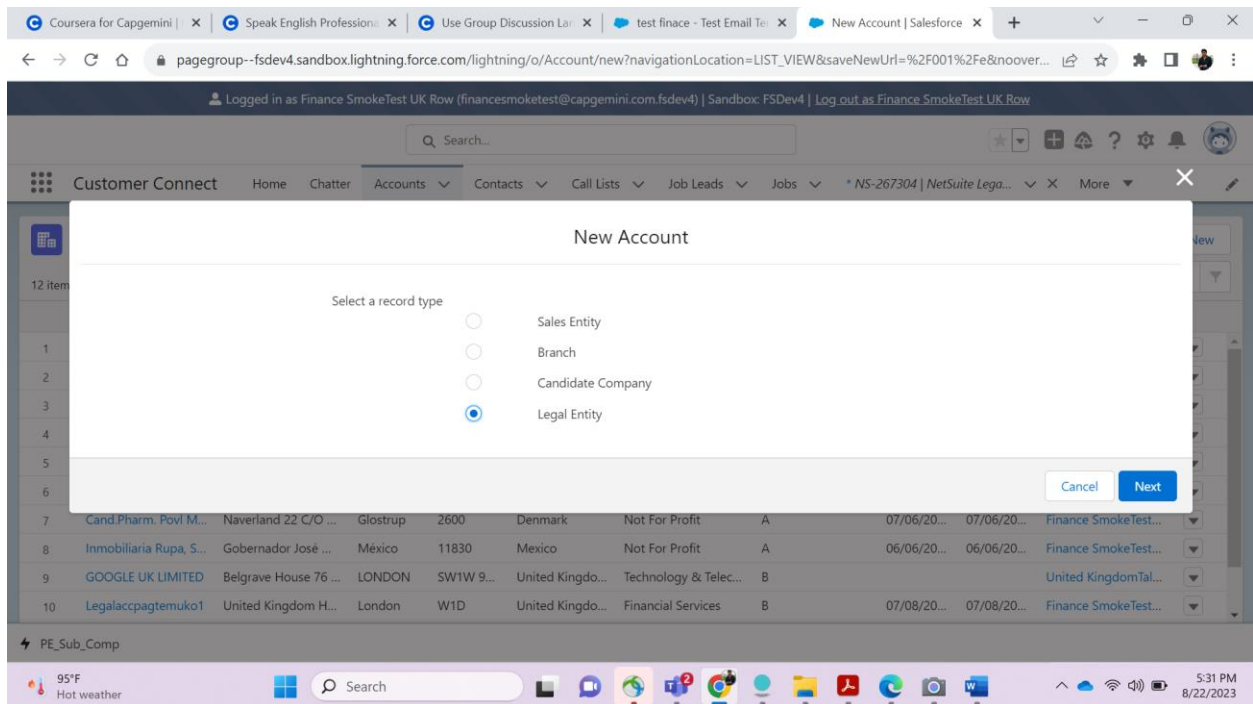 Coursera for Capgemini |
Speak English Professiona
Use Group Discussion Lan
test finace - Test Email Te
New Account | Salesforce
pagegroup--fsdev4.sandbox.lightning.force.com/lightning/o/Account/new?navigationLocation=LIST_VIEW&saveNewUrl=%2F001%2Fe&noover...
Logged in as Finance SmokeTest UK Row (financesmoketest@capgemini.com.fsdev4) | Sandbox: FSDev4 | Log out as Finance SmokeTest UK Row
Search...
Customer Connect Home Chatter Accounts Contacts Call Lists Job Leads Jobs * NS-267304 | NetSuite Lega... More
New Account
New
12 item
Select a record type
Sales Entity
Branch
Candidate Company
Legal Entity
Cancel Next
1
2
3
4
5
6
7 Cand.Pharm. Povl M... Naverland 22 C/O ... Glostrup 2600 Denmark Not For Profit A 07/06/20... 07/06/20... Finance SmokeTest...
8 Inmobiliaria Rupa, S... Gobernador José ... México 11830 Mexico Not For Profit A 06/06/20... 06/06/20... Finance SmokeTest...
9 GOOGLE UK LIMITED Belgrave House 76 ... LONDON SW1W 9... United Kingdo... Technology & Telec... B United KingdomTal...
10 Legalaccpagtemuko1 United Kingdom H... London W1D United Kingdo... Financial Services B 07/08/20... 07/08/20... Finance SmokeTest...
PE_Sub_Comp
95°F
Hot weather
Search
2
5:31 PM
8/22/2023